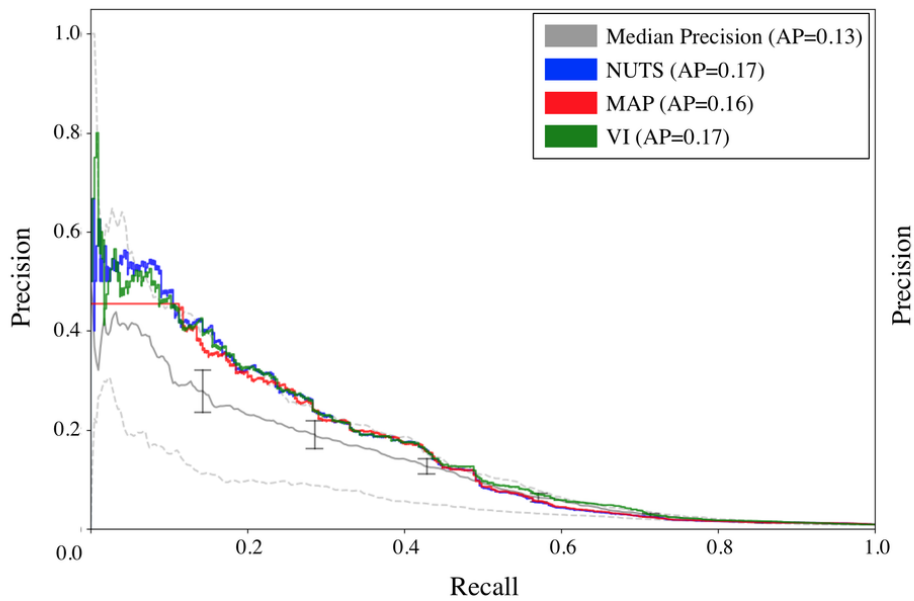 1.0
0.8
0.6
0.4
0.2
0.0
0.2
0.4
0.6
0.8
1.0
Precision
Recall
Precision
Median Precision (AP=0.13)
NUTS (AP=0.17)
MAP (AP=0.16)
VI (AP=0.17)